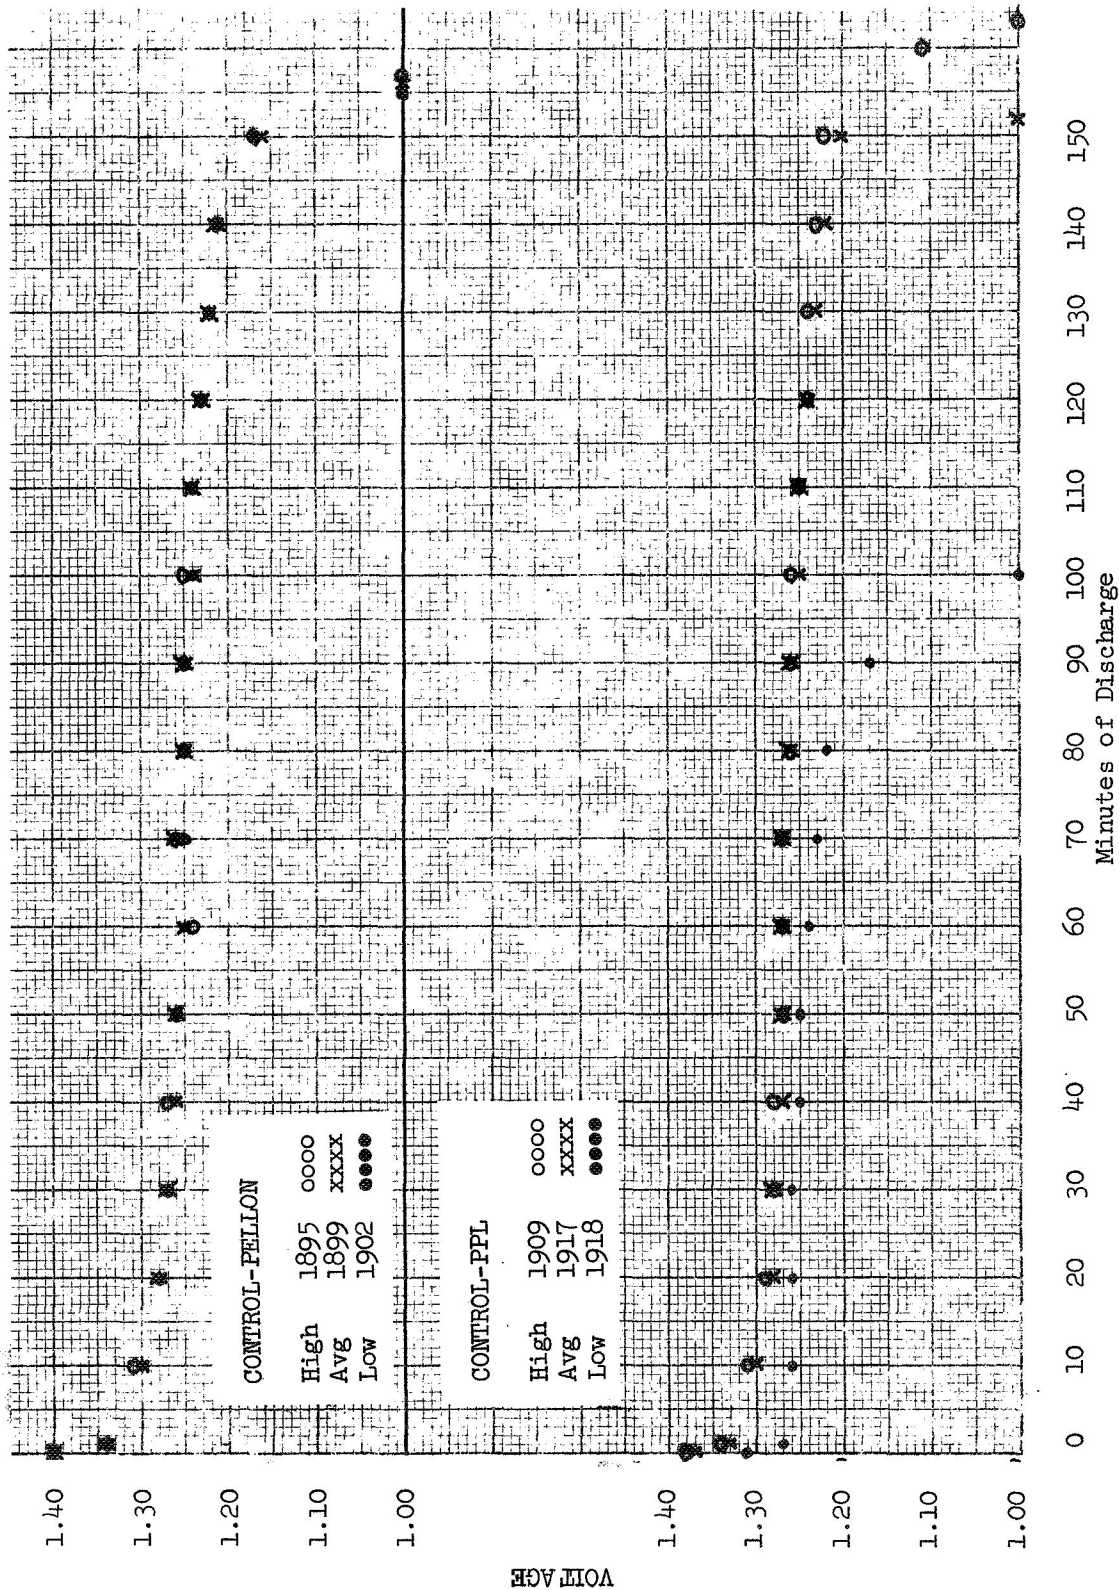 VOLTAGE
1.40
1.30
1.20
1.10
1.00
CONTROL-PELLON
High 1895 oooo
Avg 1899 xxxx
Low 1902 ●●●●
1.30
1.20
1.10
1.00
CONTROL-PPL
High 1909 oooo
Avg 1917 xxxx
Low 1918 ●●●●
0 10 20 30 40 50 60 70 80 90 100 110 120 130 140 150
Minutes of Discharge